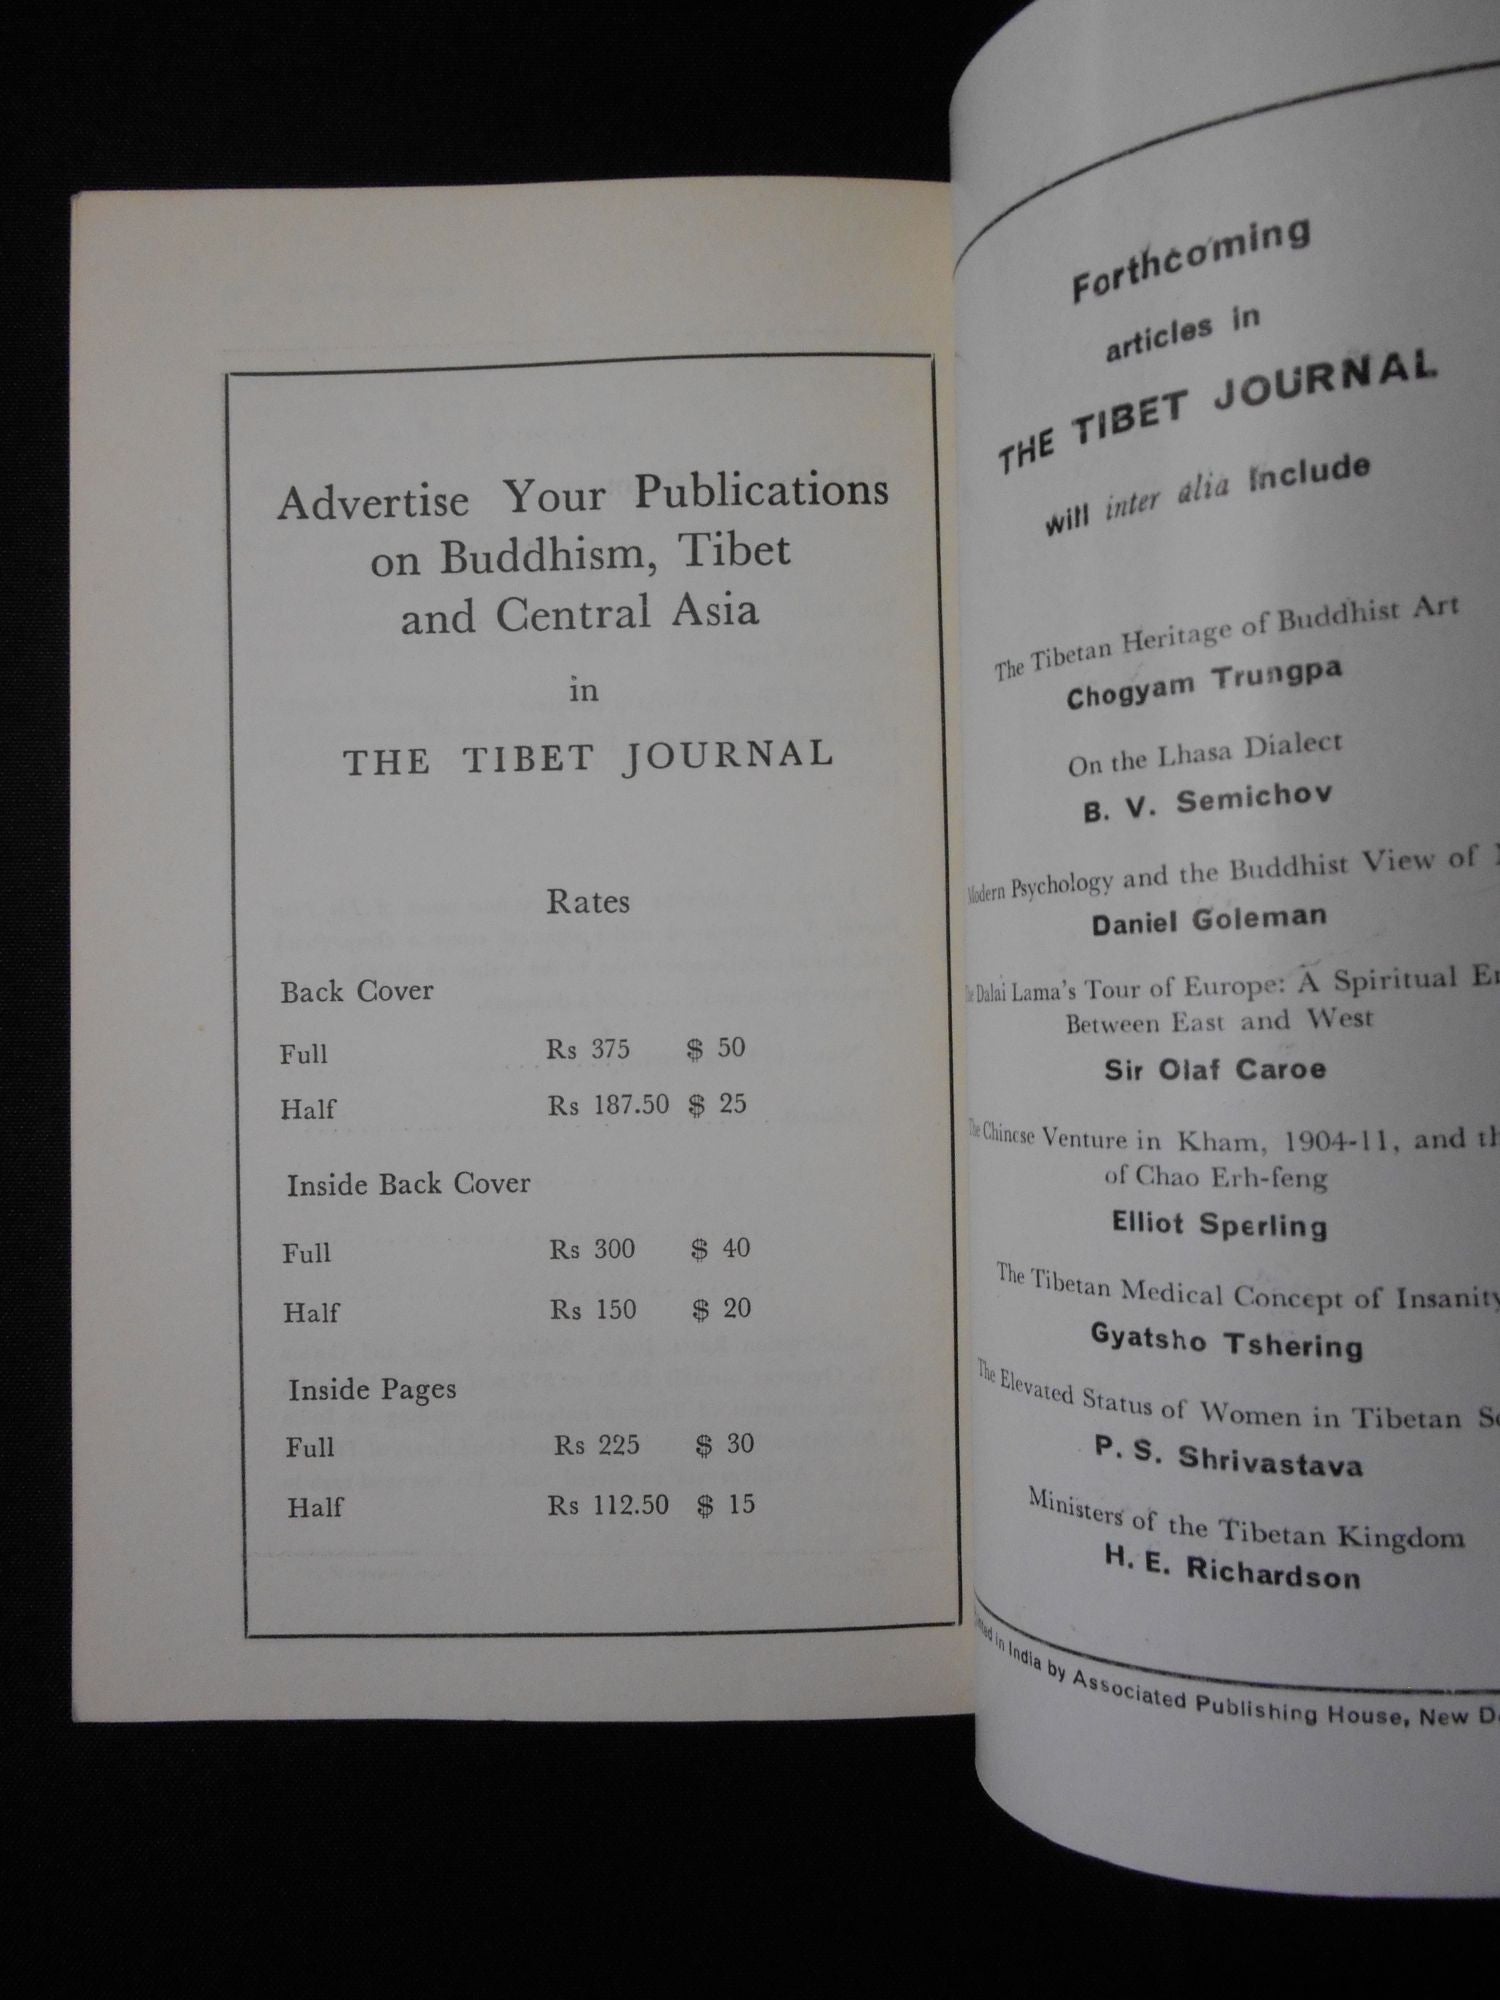 Advertise Your Publications
on Buddhism, Tibet
and Central Asia
in
THE TIBET JOURNAL
Rates
Back Cover
Full Rs 375 $ 50
Half Rs 187.50 $ 25
Inside Back Cover
Full Rs 300 $ 40
Half Rs 150 $ 20
Inside Pages
Full Rs 225 $ 30
Half Rs 112.50 $ 15
Forthcoming
articles in
THE TIBET JOURNAL
will inter alia include
The Tibetan Heritage of Buddhist Art
Chogyam Trungpa
On the Lhasa Dialect
B. V. Semichov
Modern Psychology and the Buddhist View of
Daniel Goleman
The Dalai Lama's Tour of Europe: A Spiritual
Between East and West
Sir Olaf Caroe
The Chinese Venture in Kham, 1904-11, and
of Chao Erh-feng
Elliot Sperling
The Tibetan Medical Concept of Insanity
Gyatsho Tshering
The Elevated Status of Women in Tibetan
P. S. Shrivastava
Ministers of the Tibetan Kingdom
H. E. Richardson
in India by Associated Publishing House, New